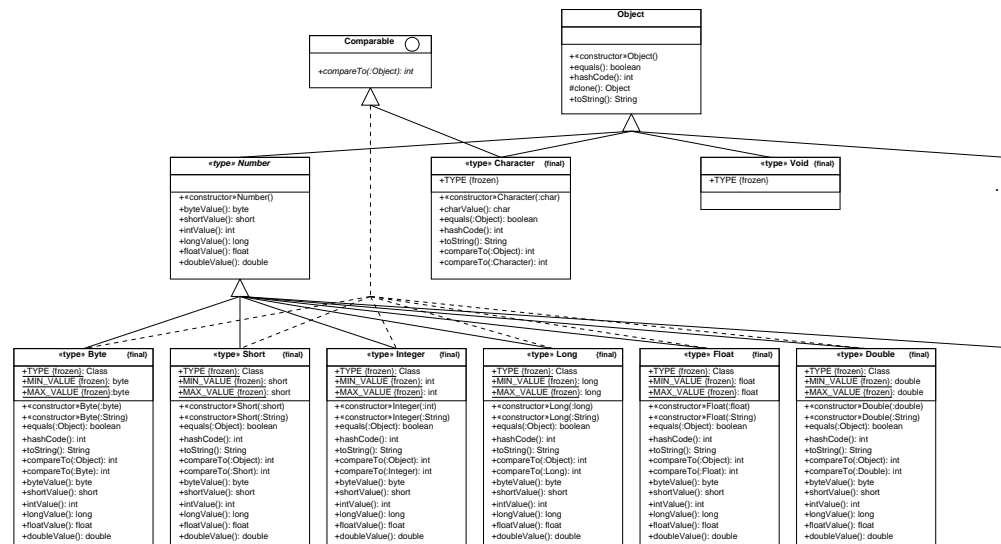 Object
+«constructor»Object()
+equals(): boolean
+hashCode(): int
#clone(): Object
+toString(): String
Comparable
+compareTo(:Object): int
«type» Number
+«constructor»Number()
+byteValue(): byte
+shortValue(): short
+intValue(): int
+longValue(): long
+floatValue(): float
+doubleValue(): double
«type» Character {final}
+TYPE {frozen}
+«constructor»Character(:char)
+charValue(): char
+equals(:Object): boolean
+hashCode(): int
+toString(): String
+compareTo(:Object): int
+compareTo(:Character): int
«type» Void {final}
+TYPE {frozen}
«type» Byte {final}
+TYPE {frozen}: Class
+MIN_VALUE {frozen}: byte
+MAX_VALUE {frozen}:byte
+«constructor»Byte(:byte)
+«constructor»Byte(:String)
+equals(:Object): boolean
+hashCode(): int
+toString(): String
+compareTo(:Object): int
+compareTo(:Byte): int
+byteValue(): byte
+shortValue(): short
+intValue(): int
+longValue(): long
+floatValue(): float
+doubleValue(): double
«type» Short {final}
+TYPE {frozen}: Class
+MIN_VALUE {frozen}: short
+MAX_VALUE {frozen}: short
+«constructor»Short(:short)
+«constructor»Short(:String)
+equals(:Object): boolean
+hashCode(): int
+toString(): String
+compareTo(:Object): int
+compareTo(:Short): int
+byteValue(): byte
+shortValue(): short
+intValue(): int
+longValue(): long
+floatValue(): float
+doubleValue(): double
«type» Integer {final}
+TYPE {frozen}: Class
+MIN_VALUE {frozen}: int
+MAX_VALUE {frozen}: int
+«constructor»Integer(:int)
+«constructor»Integer(:String)
+equals(:Object): boolean
+hashCode(): int
+toString(): String
+compareTo(:Object): int
+compareTo(:Integer): int
+byteValue(): byte
+shortValue(): short
+intValue(): int
+longValue(): long
+floatValue(): float
+doubleValue(): double
«type» Long {final}
+TYPE {frozen}: Class
+MIN_VALUE {frozen}: long
+MAX_VALUE {frozen}: long
+«constructor»Long(:long)
+«constructor»Long(:String)
+equals(:Object): boolean
+hashCode(): int
+toString(): String
+compareTo(:Object): int
+compareTo(:Long): int
+byteValue(): byte
+shortValue(): short
+intValue(): int
+longValue(): long
+floatValue(): float
+doubleValue(): double
«type» Float {final}
+TYPE {frozen}: Class
+MIN_VALUE {frozen}: float
+MAX_VALUE {frozen}: float
+«constructor»Float(:float)
+«constructor»Float(:String)
+equals(:Object): boolean
+hashCode(): int
+toString(): String
+compareTo(:Object): int
+compareTo(:Float): int
+byteValue(): byte
+shortValue(): short
+intValue(): int
+longValue(): long
+floatValue(): float
+doubleValue(): double
«type» Double {final}
+TYPE {frozen}: Class
+MIN_VALUE {frozen}: double
+MAX_VALUE {frozen}: double
+«constructor»Double(:double)
+«constructor»Double(:String)
+equals(:Object): boolean
+hashCode(): int
+toString(): String
+compareTo(:Object): int
+compareTo(:Double): int
+byteValue(): byte
+shortValue(): short
+intValue(): int
+longValue(): long
+floatValue(): float
+doubleValue(): double